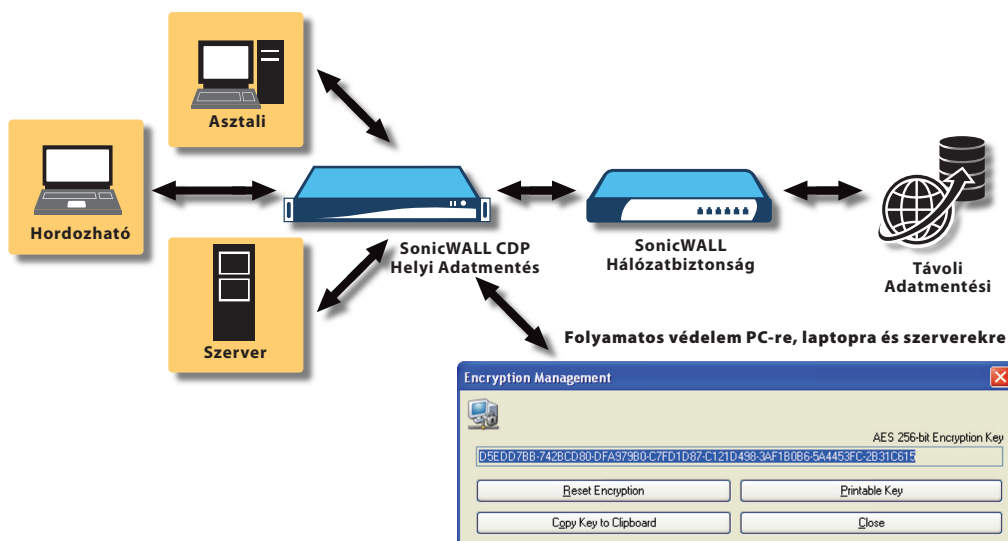 Asztali
Hordozható
SonicWALL CDP
Helyi Adatmentés
SonicWALL
Hálózatbiztonság
Távoli
Adatmentési
Szerver
Folyamatos védelem PC-re, laptopra és szerverekre
Encryption Management
AES 256-bit Encryption Key
D5EDD7BB-742BCD80-DFA979B0-C7FD1D87-C121D498-3AF1B0B6-5A4453FC-2B31C615
Reset Encryption
Printable Key
Copy Key to Clipboard
Close